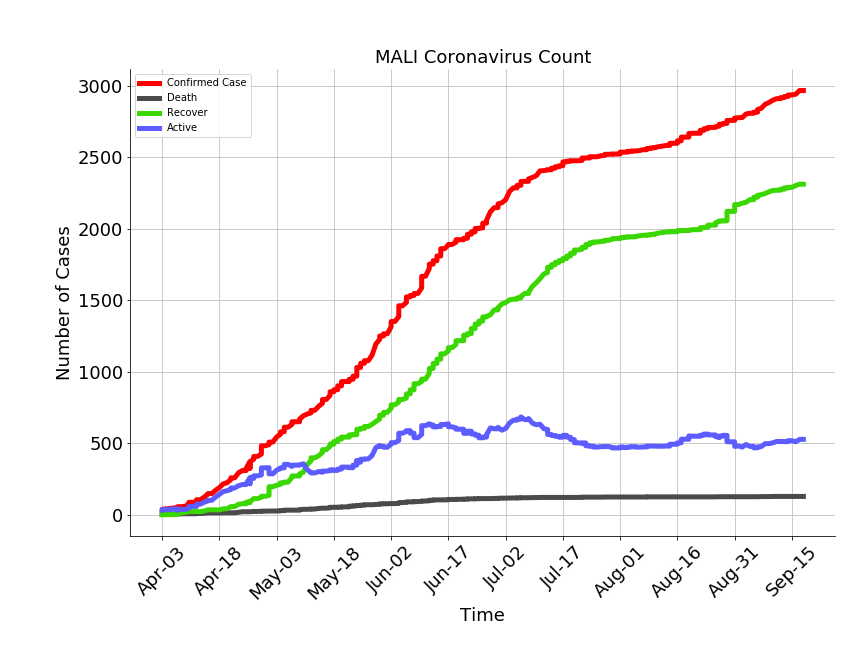 MALI Coronavirus Count
Confirmed Case
Death
Recover
Active
3000
2500
2000
1500
1000
500
0
Number of Cases
Apr-03
Apr-18
May-03
May-18
Jun-02
Jun-17
Jul-02
Jul-17
Aug-01
Aug-16
Aug-31
Sep-15
Time